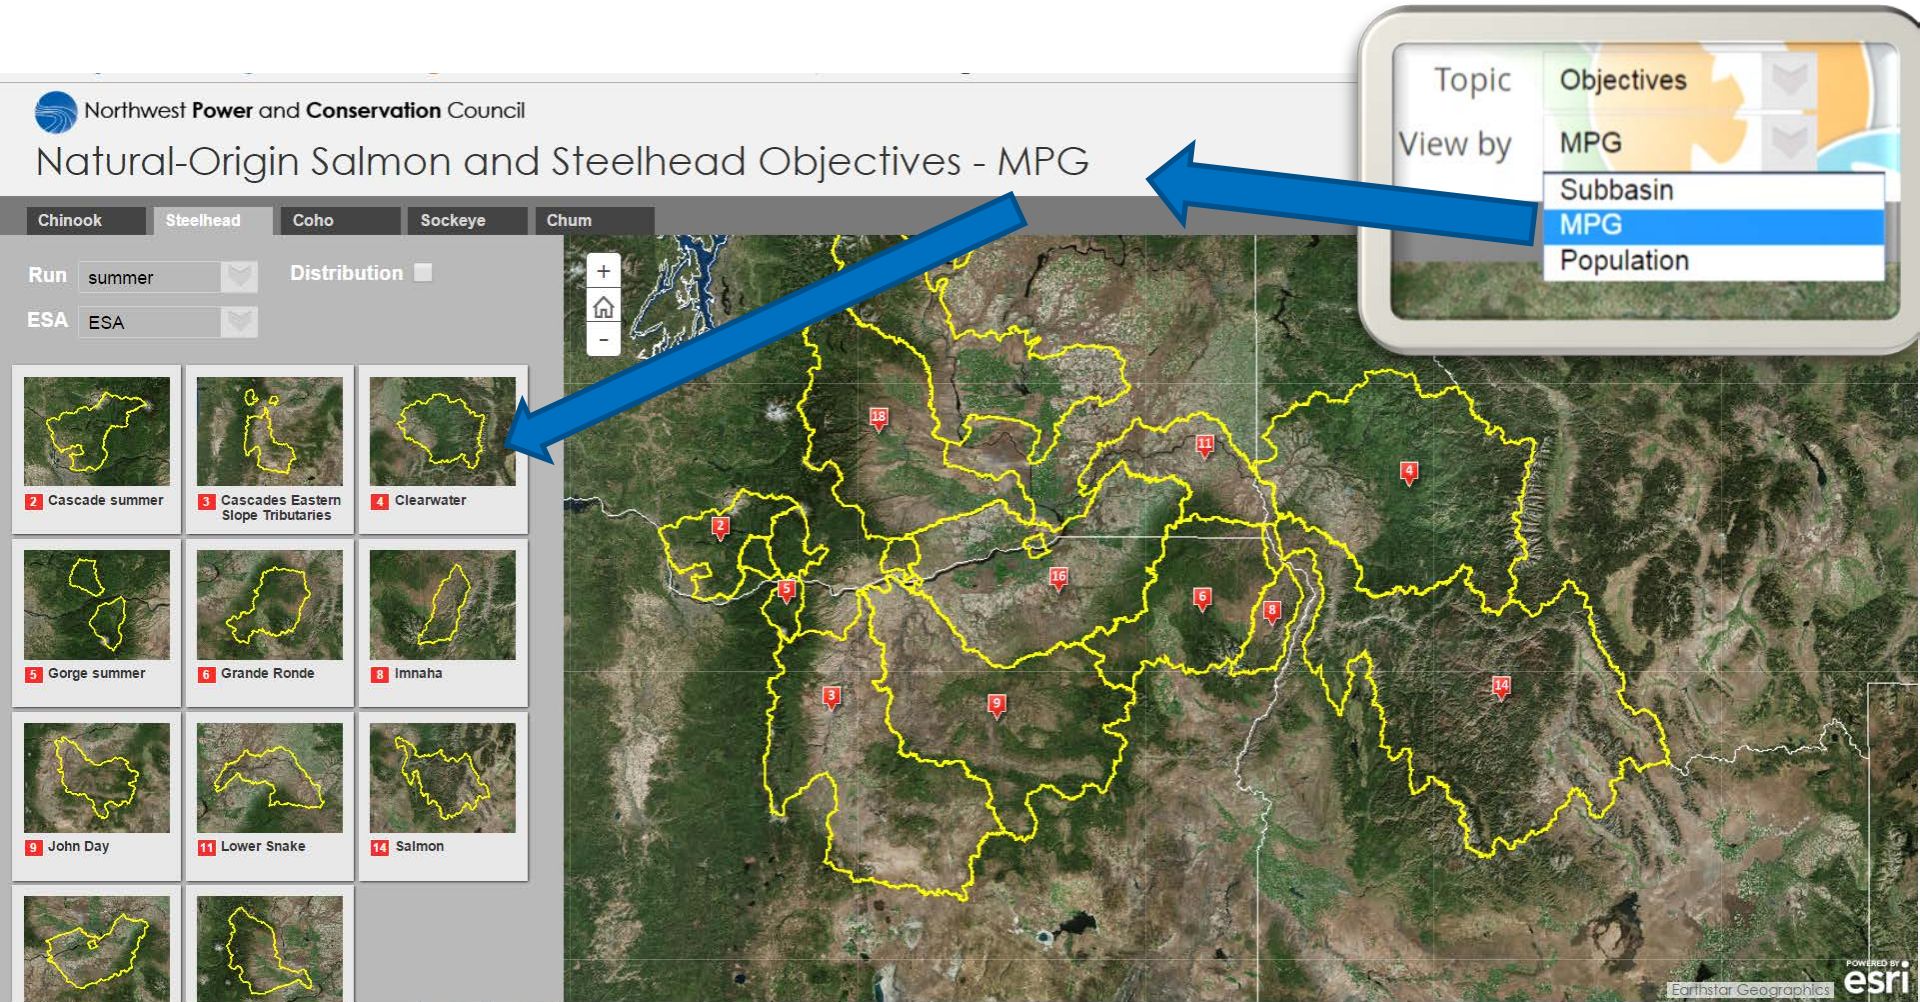 Topic Objectives
View by MPG
Subbasin
MPG
Population
Northwest Power and Conservation Council
Natural-Origin Salmon and Steelhead Objectives - MPG
Chinook Steelhead Coho Sockeye Chum
Run summer Distribution
ESA ESA
+
-
2 Cascade summer
3 Cascades Eastern
Slope Tributaries
4 Clearwater
5 Gorge summer
6 Grande Ronde
8 Imnaha
9 John Day
11 Lower Snake
14 Salmon
18
11
4
2
16
5
6
8
3
9
14
POWERED BY
esri
Earthstar Geographics